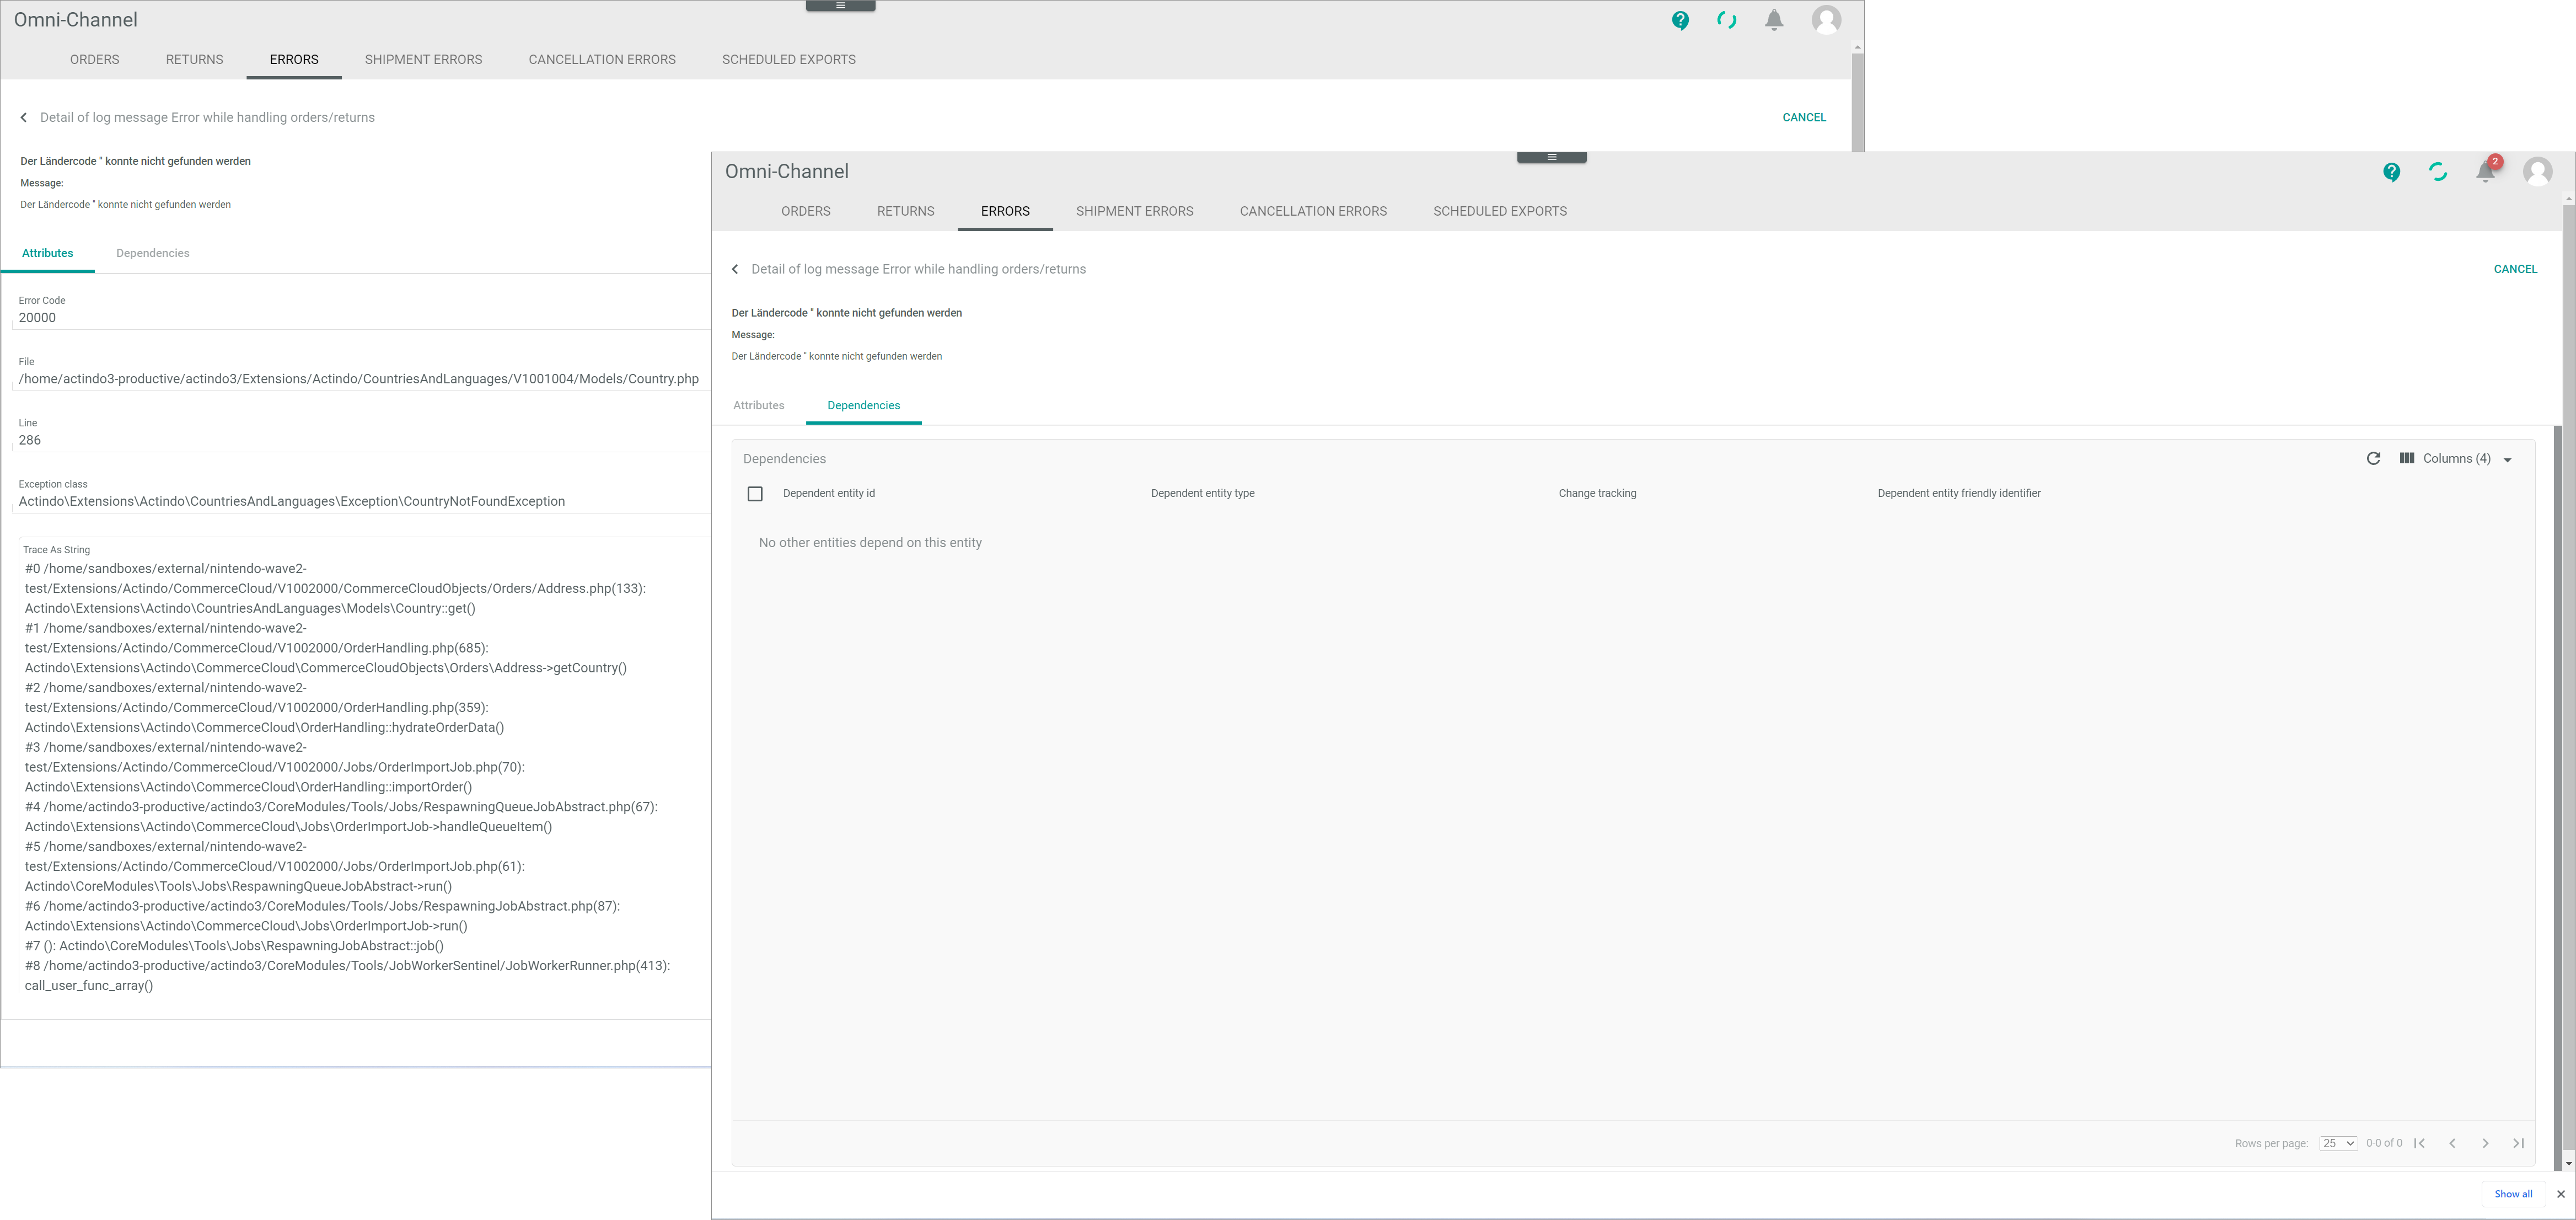 Omni-Channel
ORDERS RETURNS ERRORS SHIPMENT ERRORS CANCELLATION ERRORS SCHEDULED EXPORTS
Detail of log message Error while handling orders/returns
CANCEL
Der Ländercode '' konnte nicht gefunden werden
Message:
Der Ländercode '' konnte nicht gefunden werden
Attributes Dependencies
Error Code
20000
File
/home/actindo3-productive/actindo3/Extensions/Actindo/CountriesAndLanguages/V1001004/Models/Country.php
Line
286
Exception class
Actindo\Extensions\Actindo\CountriesAndLanguages\Exception\CountryNotFoundException
Trace As String
#0 /home/sandboxes/external/nintendo-wave2-
test/Extensions/Actindo/CommerceCloud/V1002000/CommerceCloudObjects/Orders/Address.php(133):
Actindo\Extensions\Actindo\CountriesAndLanguages\Models\Country::get()
#1 /home/sandboxes/external/nintendo-wave2-
test/Extensions/Actindo/CommerceCloud/V1002000/OrderHandling.php(685):
Actindo\Extensions\Actindo\CommerceCloud\CommerceCloudObjects\Orders\Address->getCountry()
#2 /home/sandboxes/external/nintendo-wave2-
test/Extensions/Actindo/CommerceCloud/V1002000/OrderHandling.php(359):
Actindo\Extensions\Actindo\CommerceCloud\OrderHandling::hydrateOrderData()
#3 /home/sandboxes/external/nintendo-wave2-
test/Extensions/Actindo/CommerceCloud/V1002000/Jobs/OrderImportJob.php(70):
Actindo\Extensions\Actindo\CommerceCloud\OrderHandling::importOrder()
#4 /home/actindo3-productive/actindo3/CoreModules/Tools/Jobs/RespawningQueueJobAbstract.php(67):
Actindo\Extensions\Actindo\CommerceCloud\Jobs\OrderImportJob->handleQueueItem()
#5 /home/sandboxes/external/nintendo-wave2-
test/Extensions/Actindo/CommerceCloud/V1002000/Jobs/OrderImportJob.php(61):
Actindo\CoreModules\Tools\Jobs\RespawningQueueJobAbstract->run()
#6 /home/actindo3-productive/actindo3/CoreModules/Tools/Jobs/RespawningJobAbstract.php(87):
Actindo\Extensions\Actindo\CommerceCloud\Jobs\OrderImportJob->run()
#7 (): Actindo\CoreModules\Tools\Jobs\RespawningJobAbstract::job()
#8 /home/actindo3-productive/actindo3/CoreModules/Tools/JobWorkerSentinel/JobWorkerRunner.php(413):
call_user_func_array()
Omni-Channel
2
ORDERS RETURNS ERRORS SHIPMENT ERRORS CANCELLATION ERRORS SCHEDULED EXPORTS
Detail of log message Error while handling orders/returns
CANCEL
Der Ländercode '' konnte nicht gefunden werden
Message:
Der Ländercode '' konnte nicht gefunden werden
Attributes Dependencies
Dependencies
Columns (4)
Dependent entity id Dependent entity type Change tracking Dependent entity friendly identifier
No other entities depend on this entity
Rows per page: 25 0-0 of 0
Show all